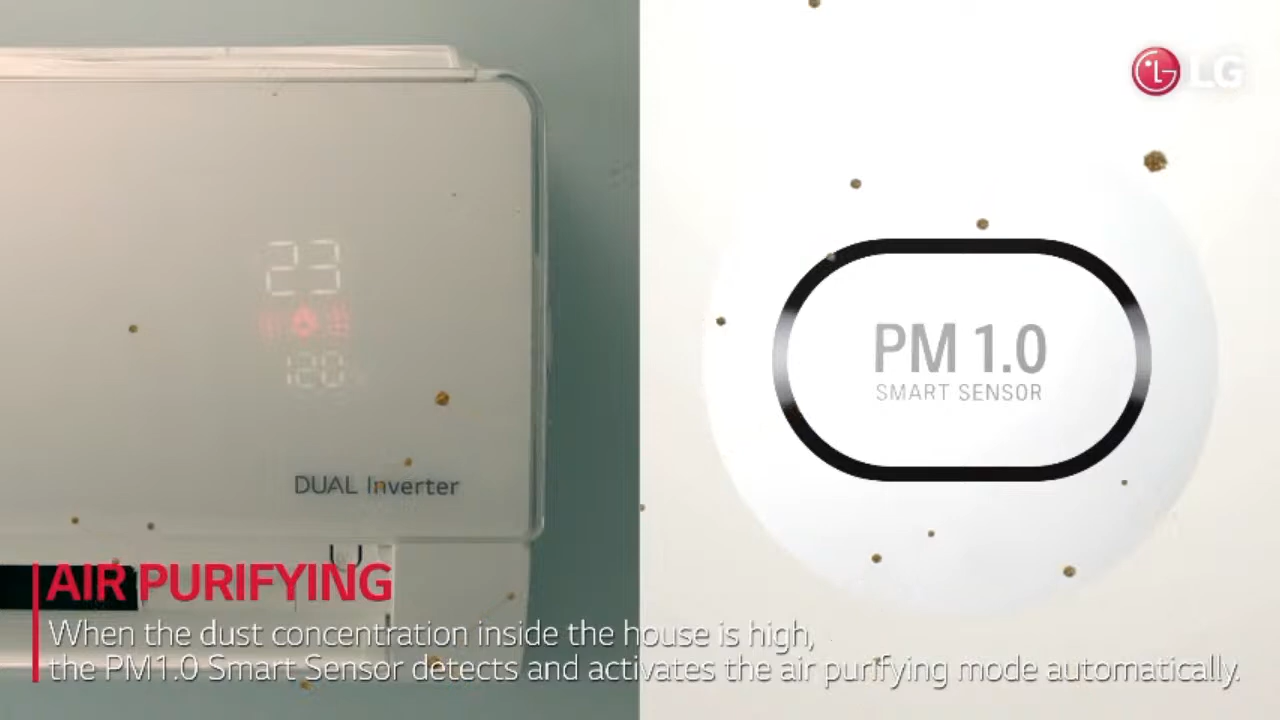 LG
23
120
DUAL Inverter
PM 1.0
SMART SENSOR
AIR PURIFYING
When the dust concentration inside the house is high,
the PM1.0 Smart Sensor detects and activates the air purifying mode automatically.